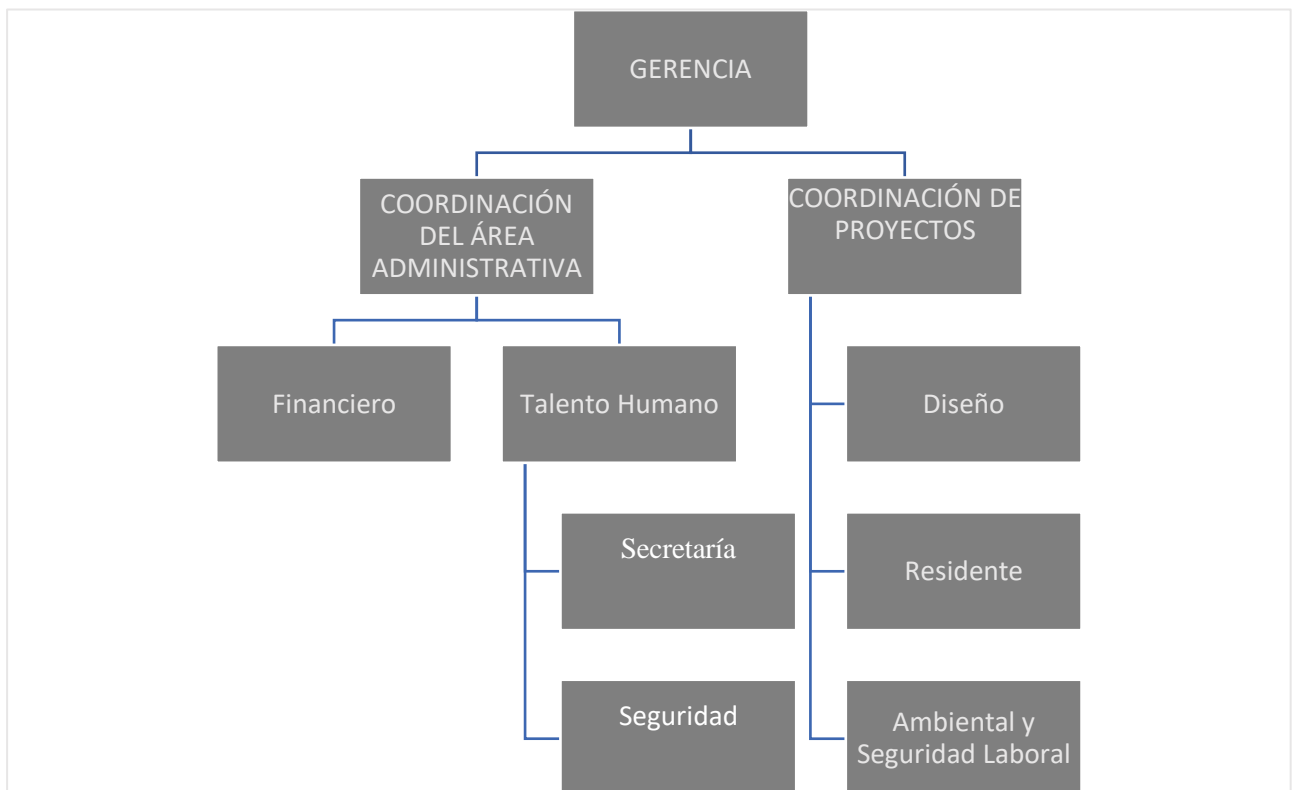 GERENCIA
COORDINACIÓN
DEL ÁREA
ADMINISTRATIVA
COORDINACIÓN DE
PROYECTOS
Financiero
Talento Humano
Diseño
Secretaría
Residente
Seguridad
Ambiental y
Seguridad Laboral